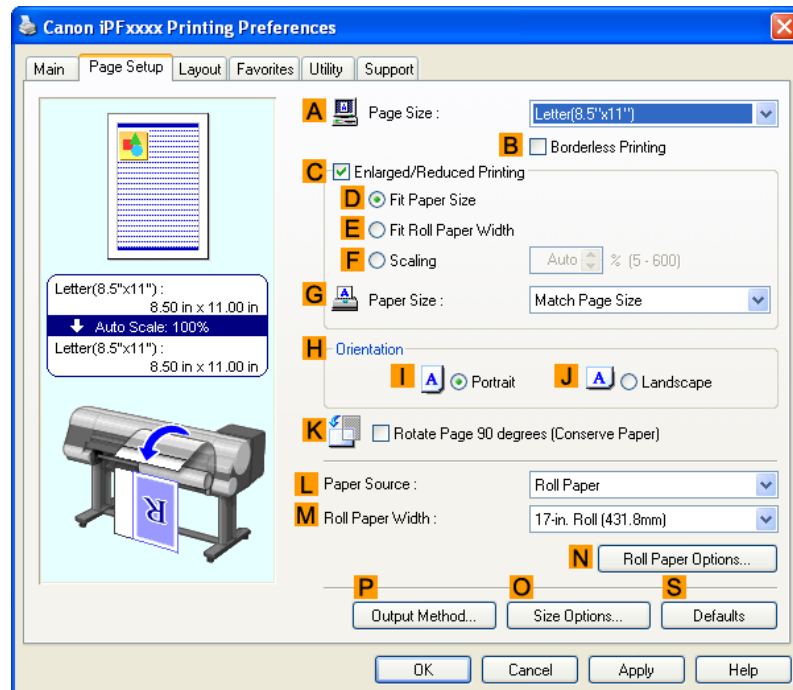 Canon iPFxxxx Printing Preferences
Main Page Setup Layout Favorites Utility Support
A Page Size : Letter(8.5"x11")
B Borderless Printing
C Enlarged/Reduced Printing
D Fit Paper Size
E Fit Roll Paper Width
F Scaling Auto % (5 - 600)
G Paper Size : Match Page Size
Letter(8.5"x11") :
8.50 in x 11.00 in
Auto Scale: 100%
Letter(8.5"x11") :
8.50 in x 11.00 in
H Orientation
I A Portrait J A Landscape
K Rotate Page 90 degrees (Conserve Paper)
R
L Paper Source : Roll Paper
M Roll Paper Width : 17-in. Roll (431.8mm)
N Roll Paper Options...
P O S
Output Method... Size Options... Defaults
OK Cancel Apply Help